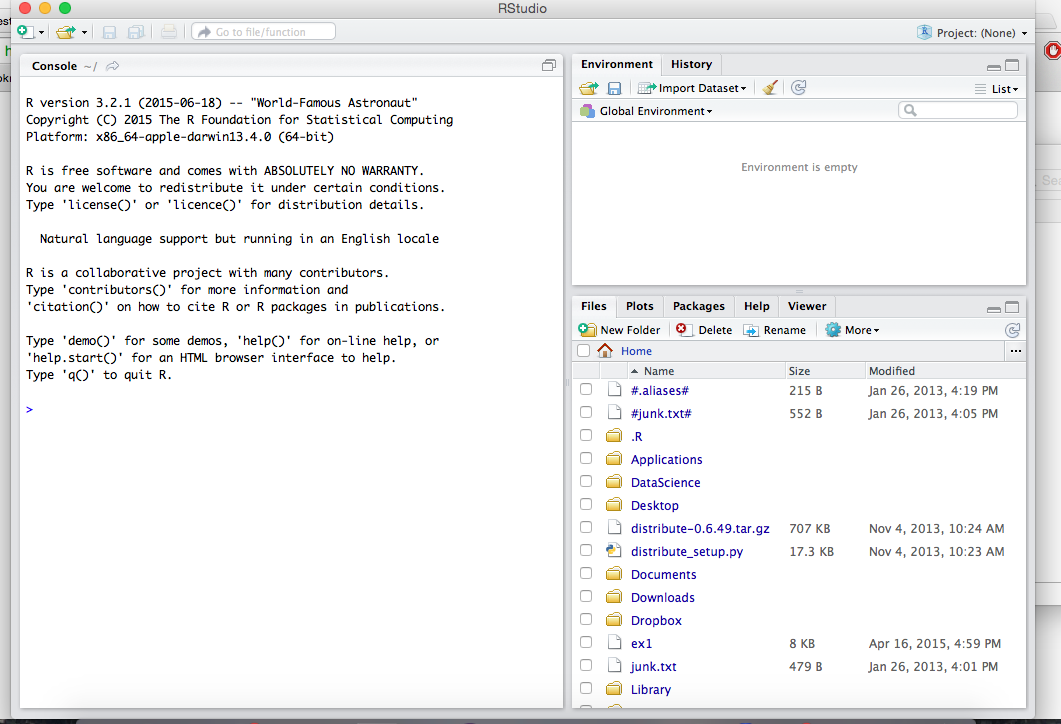 RStudio
Go to file/function
Project: (None)
Console ~/
R version 3.2.1 (2015-06-18) -- "World-Famous Astronaut"
Copyright (C) 2015 The R Foundation for Statistical Computing
Platform: x86_64-apple-darwin13.4.0 (64-bit)
R is free software and comes with ABSOLUTELY NO WARRANTY.
You are welcome to redistribute it under certain conditions.
Type 'license()' or 'licence()' for distribution details.
Natural language support but running in an English locale
R is a collaborative project with many contributors.
Type 'contributors()' for more information and
'citation()' on how to cite R or R packages in publications.
Type 'demo()' for some demos, 'help()' for on-line help, or
'help.start()' for an HTML browser interface to help.
Type 'q()' to quit R.
>
Environment History
Import Dataset List
Global Environment
Environment is empty
Files Plots Packages Help Viewer
New Folder Delete Rename More
Home ...
Name Size Modified
#.aliases# 215 B Jan 26, 2013, 4:19 PM
#junk.txt# 552 B Jan 26, 2013, 4:05 PM
.R
Applications
DataScience
Desktop
distribute-0.6.49.tar.gz 707 KB Nov 4, 2013, 10:24 AM
distribute_setup.py 17.3 KB Nov 4, 2013, 10:23 AM
Documents
Downloads
Dropbox
ex1 8 KB Apr 16, 2015, 4:59 PM
junk.txt 479 B Jan 26, 2013, 4:01 PM
Library